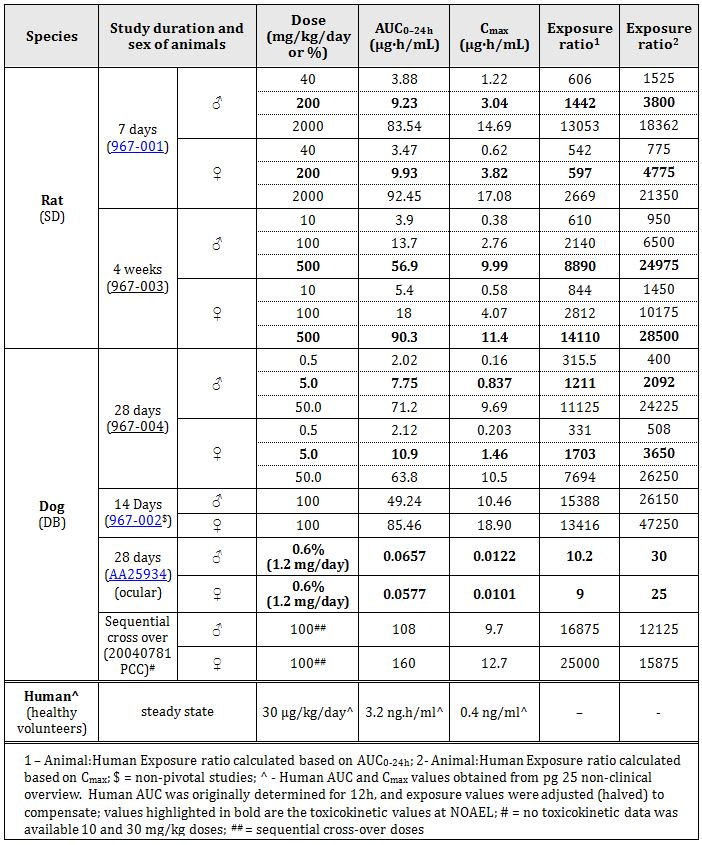 Species Study duration and sex of animals Dose (mg/kg/day or %) AUC0-24h (µg·h/mL) Cmax (µg·h/mL) Exposure ratio1 Exposure ratio2
Rat (SD) 7 days (967-001) ♂ 40 3.88 1.22 606 1525
200 9.23 3.04 1442 3800
2000 83.54 14.69 13053 18362
♀ 40 3.47 0.62 542 775
200 9.93 3.82 597 4775
2000 92.45 17.08 2669 21350
4 weeks (967-003) ♂ 10 3.9 0.38 610 950
100 13.7 2.76 2140 6500
500 56.9 9.99 8890 24975
♀ 10 5.4 0.58 844 1450
100 18 4.07 2812 10175
500 90.3 11.4 14110 28500
Dog (DB) 28 days (967-004) ♂ 0.5 2.02 0.16 315.5 400
5.0 7.75 0.837 1211 2092
50.0 71.2 9.69 11125 24225
♀ 0.5 2.12 0.203 331 508
5.0 10.9 1.46 1703 3650
50.0 63.8 10.5 7694 26250
14 Days (967-002$) ♂ 100 49.24 10.46 15388 26150
♀ 100 85.46 18.90 13416 47250
28 days (AA25934) (ocular) ♂ 0.6% (1.2 mg/day) 0.0657 0.0122 10.2 30
♀ 0.6% (1.2 mg/day) 0.0577 0.0101 9 25
Sequential cross over (20040781 PCC)# ♂ 100## 108 9.7 16875 12125
♀ 100## 160 12.7 25000 15875
Human^ (healthy volunteers) steady state 30 µg/kg/day^ 3.2 ng.h/ml^ 0.4 ng/ml^ – -
1 – Animal:Human Exposure ratio calculated based on AUC0-24h; 2- Animal:Human Exposure ratio calculated
based on Cmax; $ = non-pivotal studies; ^ - Human AUC and Cmax values obtained from pg 25 non-clinical
overview. Human AUC was originally determined for 12h, and exposure values were adjusted (halved) to
compensate; values highlighted in bold are the toxicokinetic values at NOAEL; # = no toxicokinetic data was
available 10 and 30 mg/kg doses; ## = sequential cross-over doses